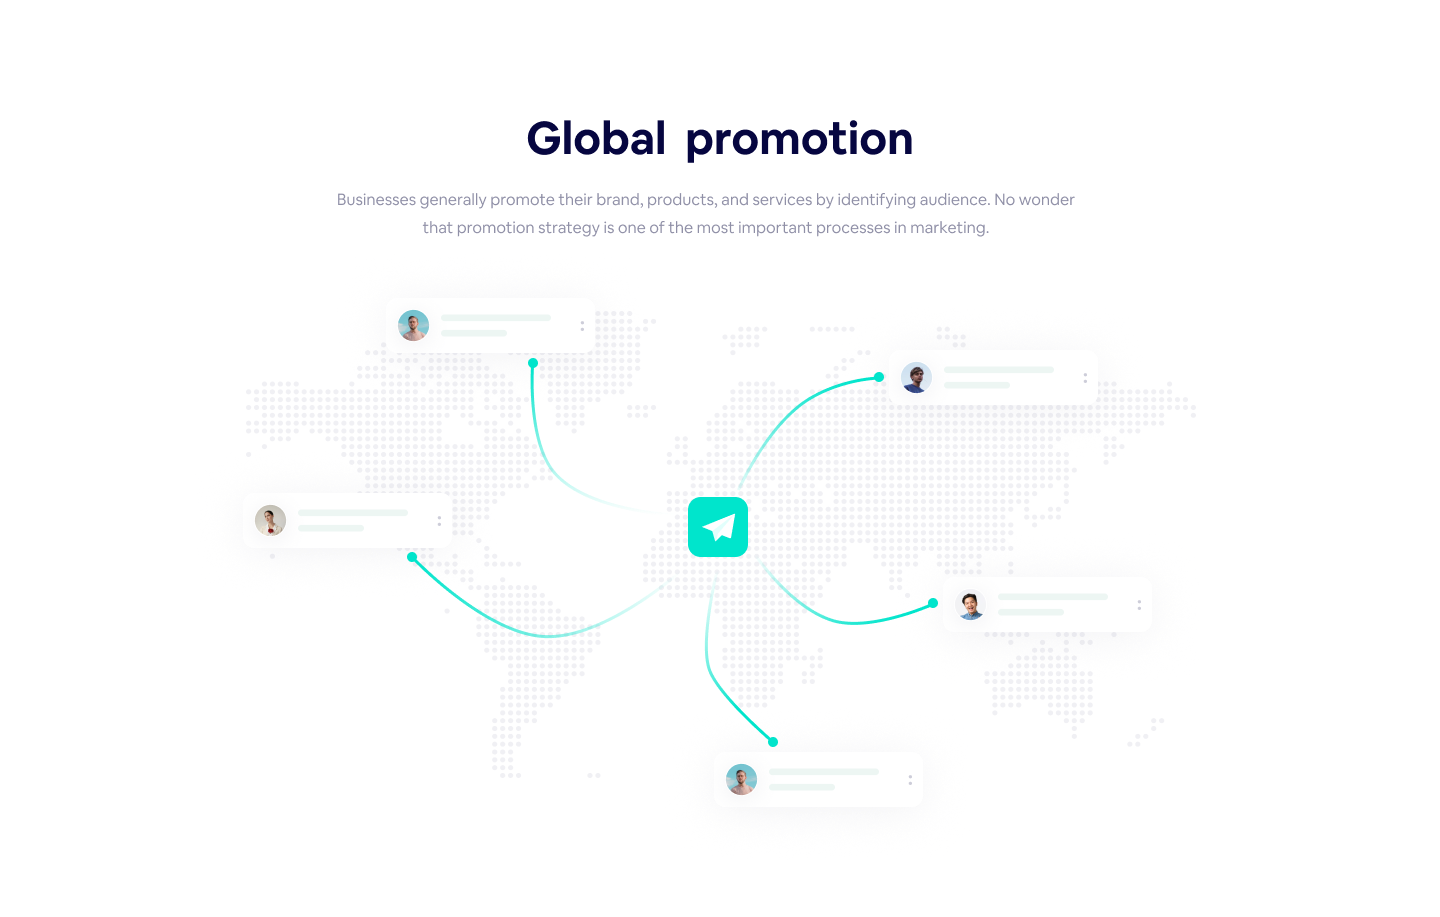 Global promotion
Businesses generally promote their brand, products, and services by identifying audience. No wonder
that promotion strategy is one of the most important processes in marketing.